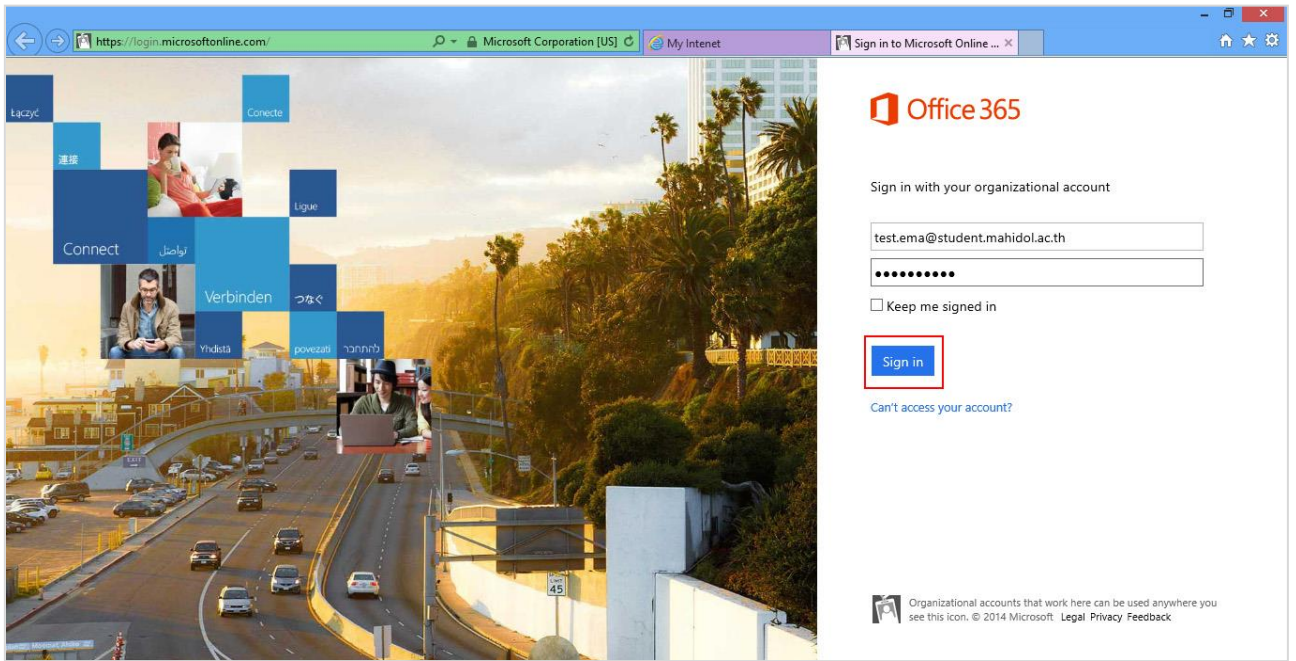 https://login.microsoftonline.com/
Microsoft Corporation [US]
My Intenet
Sign in to Microsoft Online ...
Łączyć
Conecte
連接
Ligue
Connect
تواصل
Verbinden
つなぐ
Yhdistä
povezati
להתחבר
EXIT
LIMIT
45
Office 365
Sign in with your organizational account
test.ema@student.mahidol.ac.th
Keep me signed in
Sign in
Can't access your account?
Organizational accounts that work here can be used anywhere you
see this icon. © 2014 Microsoft Legal Privacy Feedback